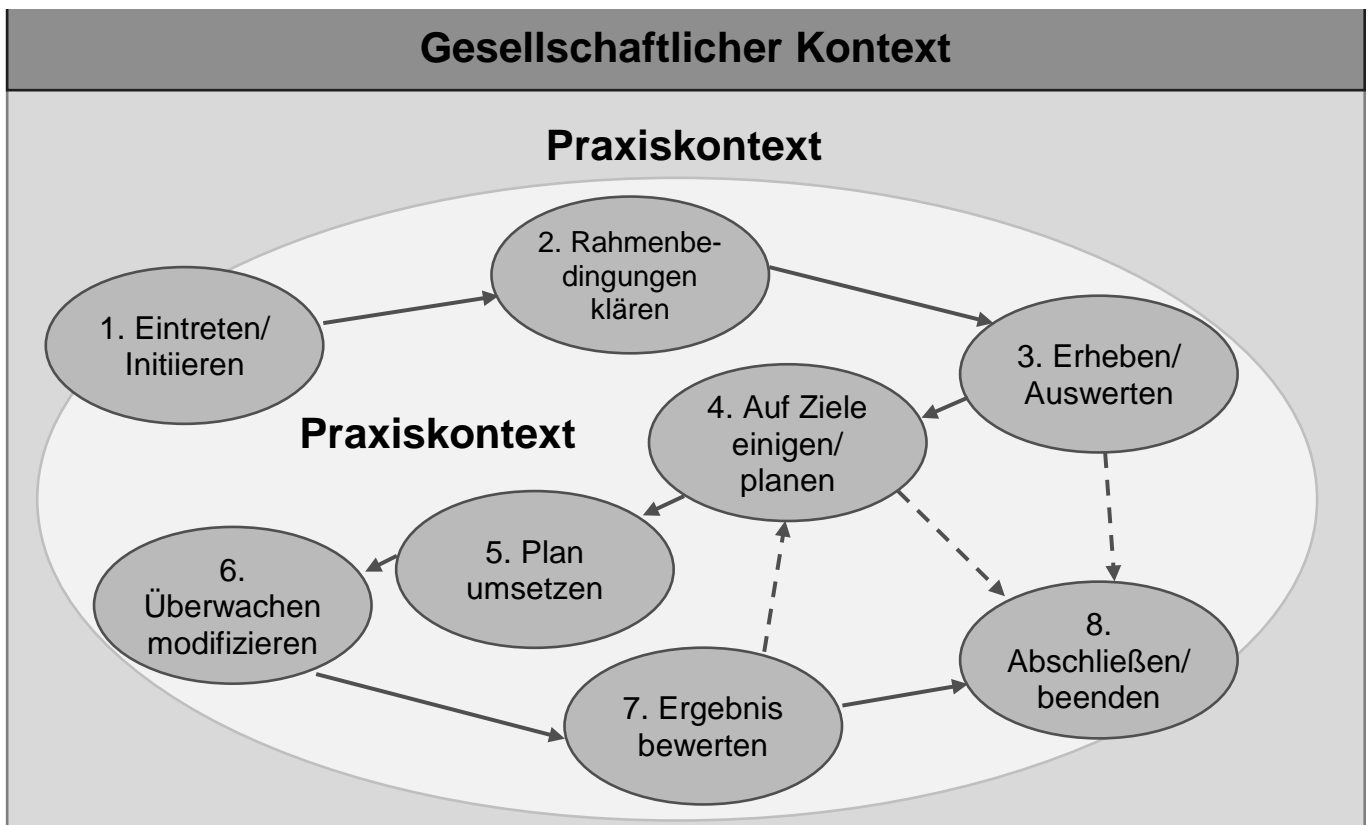 Gesellschaftlicher Kontext
Praxiskontext
1. Eintreten/
Initiieren
2. Rahmenbe-
dingungen
klären
3. Erheben/
Auswerten
4. Auf Ziele
einigen/
planen
Praxiskontext
5. Plan
umsetzen
6.
Überwachen
modifizieren
7. Ergebnis
bewerten
8.
Abschließen/
beenden